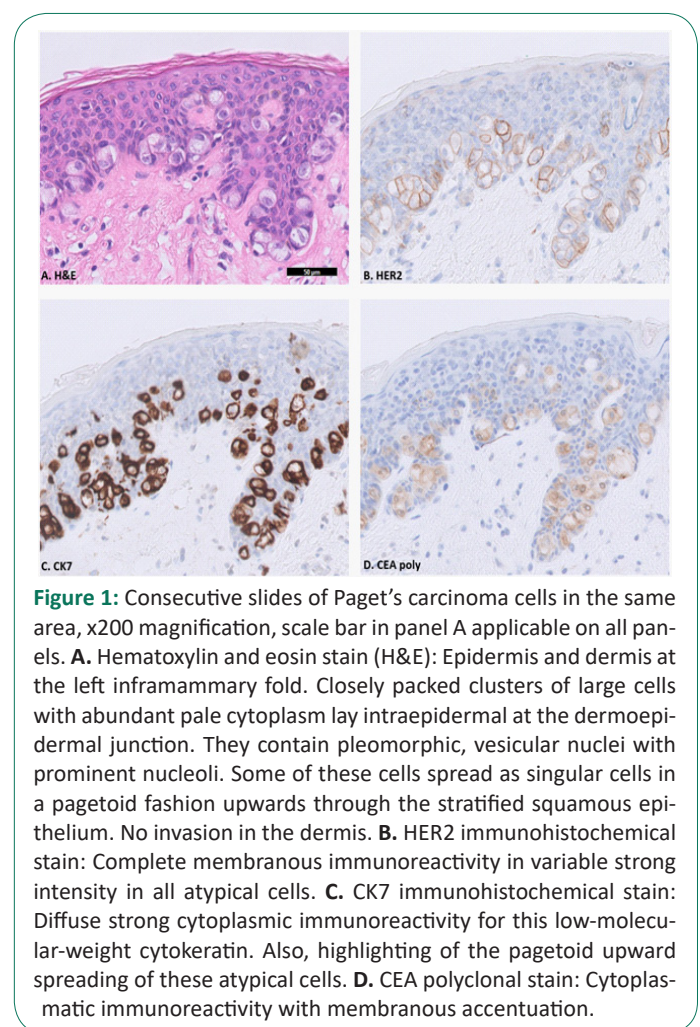 A. H&E
50 µm
B. HER2
C. CK7
D. CEA poly
Figure 1: Consecutive slides of Paget's carcinoma cells in the same
area, x200 magnification, scale bar in panel A applicable on all pan-
els. A. Hematoxylin and eosin stain (H&E): Epidermis and dermis at
the left inframammary fold. Closely packed clusters of large cells
with abundant pale cytoplasm lay intraepidermal at the dermoepi-
dermal junction. They contain pleomorphic, vesicular nuclei with
prominent nucleoli. Some of these cells spread as singular cells in
a pagetoid fashion upwards through the stratified squamous epi-
thelium. No invasion in the dermis. B. HER2 immunohistochemical
stain: Complete membranous immunoreactivity in variable strong
intensity in all atypical cells. C. CK7 immunohistochemical stain:
Diffuse strong cytoplasmic immunoreactivity for this low-molecu-
lar-weight cytokeratin. Also, highlighting of the pagetoid upward
spreading of these atypical cells. D. CEA polyclonal stain: Cytoplas-
matic immunoreactivity with membranous accentuation.